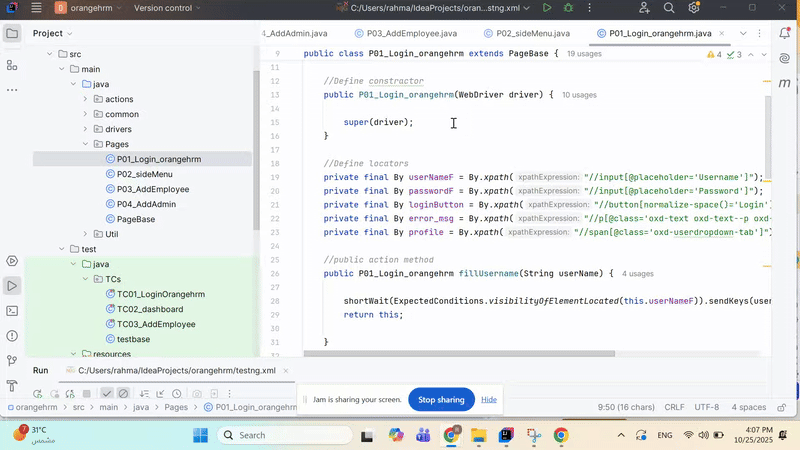 orangehrm Version control C:/Users/rahma/IdeaProjects/oran...stng.xml
Project
4_AddAdmin.java P03_AddEmployee.java P02_sideMenu.java P01_Login_orangehrm.java
9 public class P01_Login_orangehrm extends PageBase { 19 usages 4 3
11
12 //Define constractor
13 public P01_Login_orangehrm(WebDriver driver) { 10 usages
14
15 super(driver);
16 }
17
18 //Define locators
19 private final By userNameF = By.xpath( xpathExpression: "//input[@placeholder='Username']");
20 private final By passwordF = By.xpath( xpathExpression: "//input[@placeholder='Password']");
21 private final By loginButton = By.xpath( xpathExpression: "//button[normalize-space()='Login'
22 private final By error_msg = By.xpath( xpathExpression: "//p[@class='oxd-text oxd-text--p oxd-
23 private final By profile = By.xpath( xpathExpression: "//span[@class='oxd-userdropdown-tab']")
24
25 //public action method
26 public P01_Login_orangehrm fillUsername(String userName) { 4 usages
27
28 shortWait(ExpectedConditions.visibilityOfElementLocated(this.userNameF)).sendKeys(user
29 return this;
30
31 }
src
main
java
actions
common
drivers
Pages
P01_Login_orangehrm
P02_sideMenu
P03_AddEmployee
P04_AddAdmin
PageBase
Util
test
java
TCs
TC01_LoginOrangehrm
TC02_dashboard
TC03_AddEmployee
testbase
resources
Run C:/Users/rahma/IdeaProjects/orangehrm/testng.xml
Jam is sharing your screen. Stop sharing Hide
orangehrm src main java Pages P01_Login_orangehrm
9:50 (16 chars) CRLF UTF-8 4 spaces
31°C
مشمس
Search
ENG
4:07 PM
10/25/2025